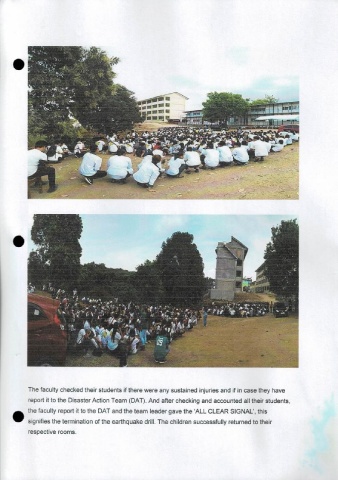 The faculty checked their students if there were any sustained injuries and if in case they have
report it to the Disaster Action Team (DAT). And after checking and accounted all their students,
the faculty report it to the DAT and the team leader gave the 'ALL CLEAR SIGNAL', this
signifies the termination of the earthquake drill. The children successfully returned to their
respective rooms.